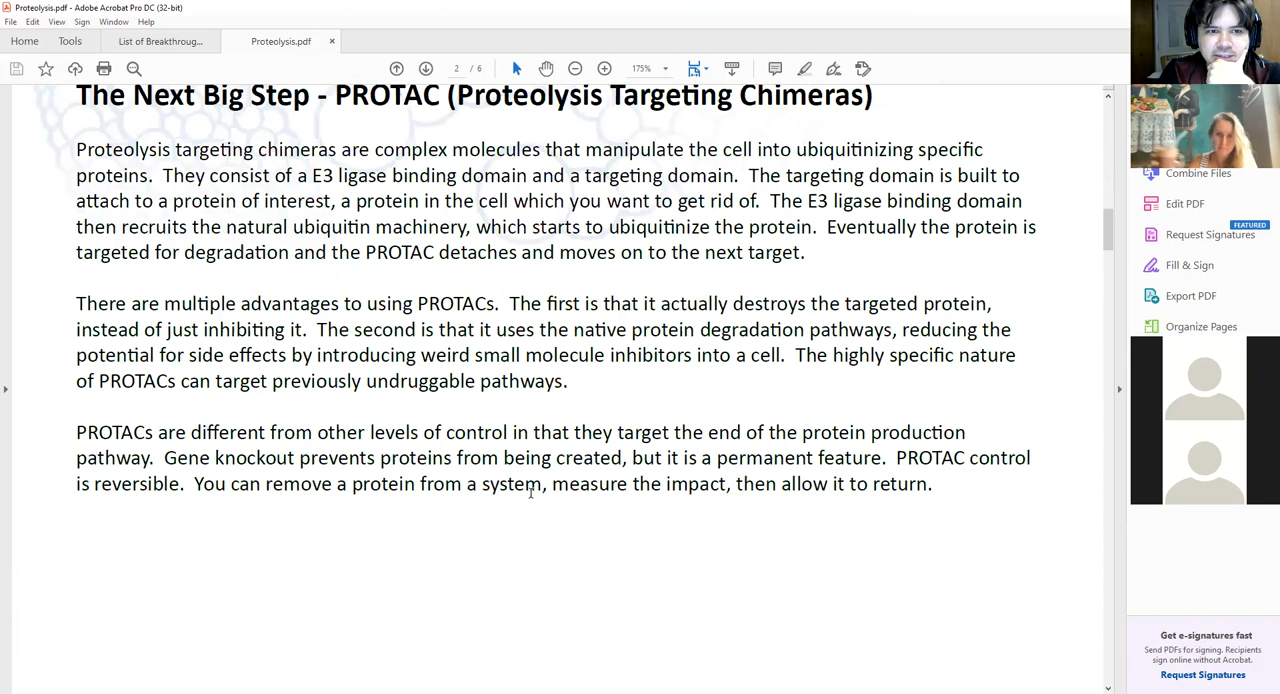 Proteolysis.pdf - Adobe Acrobat Pro DC (32-bit)
File Edit View Sign Window Help
Home Tools List of Breakthroug... Proteolysis.pdf ×
2 / 6 175%
The Next Big Step - PROTAC (Proteolysis Targeting Chimeras)
Proteolysis targeting chimeras are complex molecules that manipulate the cell into ubiquitinizing specific
proteins. They consist of a E3 ligase binding domain and a targeting domain. The targeting domain is built to
attach to a protein of interest, a protein in the cell which you want to get rid of. The E3 ligase binding domain
then recruits the natural ubiquitin machinery, which starts to ubiquitinize the protein. Eventually the protein is
targeted for degradation and the PROTAC detaches and moves on to the next target.
There are multiple advantages to using PROTACs. The first is that it actually destroys the targeted protein,
instead of just inhibiting it. The second is that it uses the native protein degradation pathways, reducing the
potential for side effects by introducing weird small molecule inhibitors into a cell. The highly specific nature
of PROTACs can target previously undruggable pathways.
PROTACs are different from other levels of control in that they target the end of the protein production
pathway. Gene knockout prevents proteins from being created, but it is a permanent feature. PROTAC control
is reversible. You can remove a protein from a system, measure the impact, then allow it to return.
Combine Files
Edit PDF
FEATURED
Request Signatures
Fill & Sign
Export PDF
Organize Pages
Get e-signatures fast
Send PDFs for signing. Recipients
sign online without Acrobat.
Request Signatures